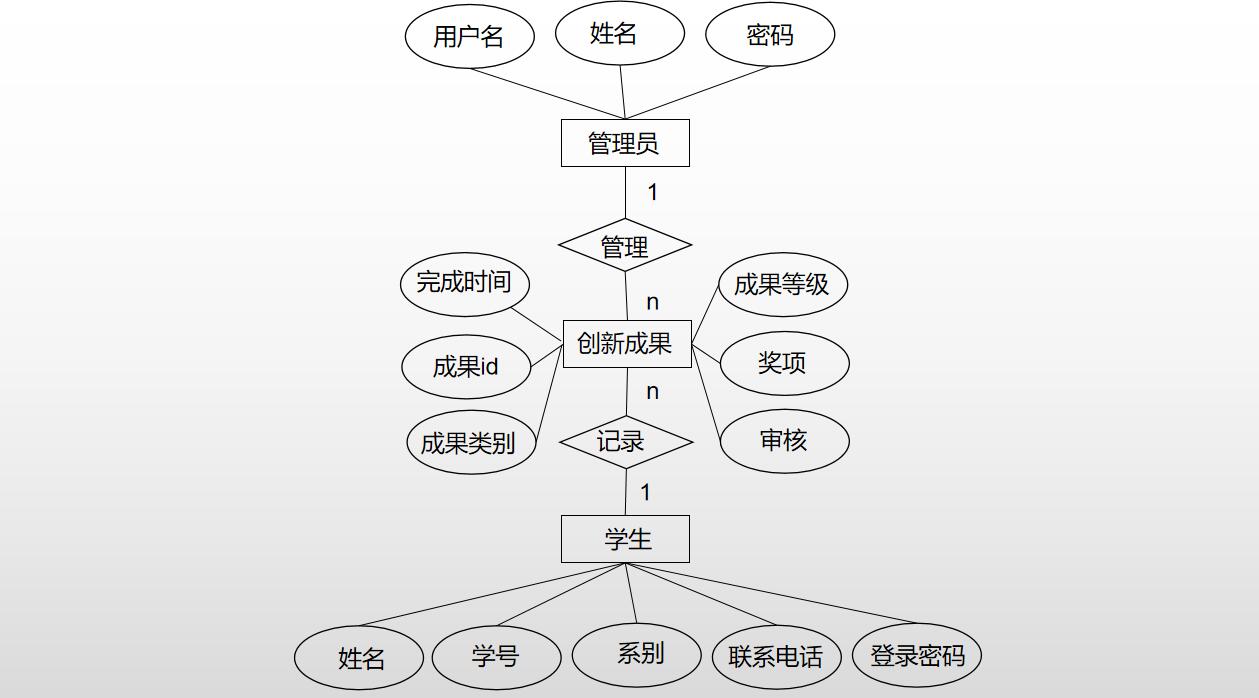 用户名
姓名
密码
管理员
1
管理
n
完成时间
成果等级
创新成果
成果id
奖项
n
成果类别
记录
审核
1
学生
姓名
学号
系别
联系电话
登录密码